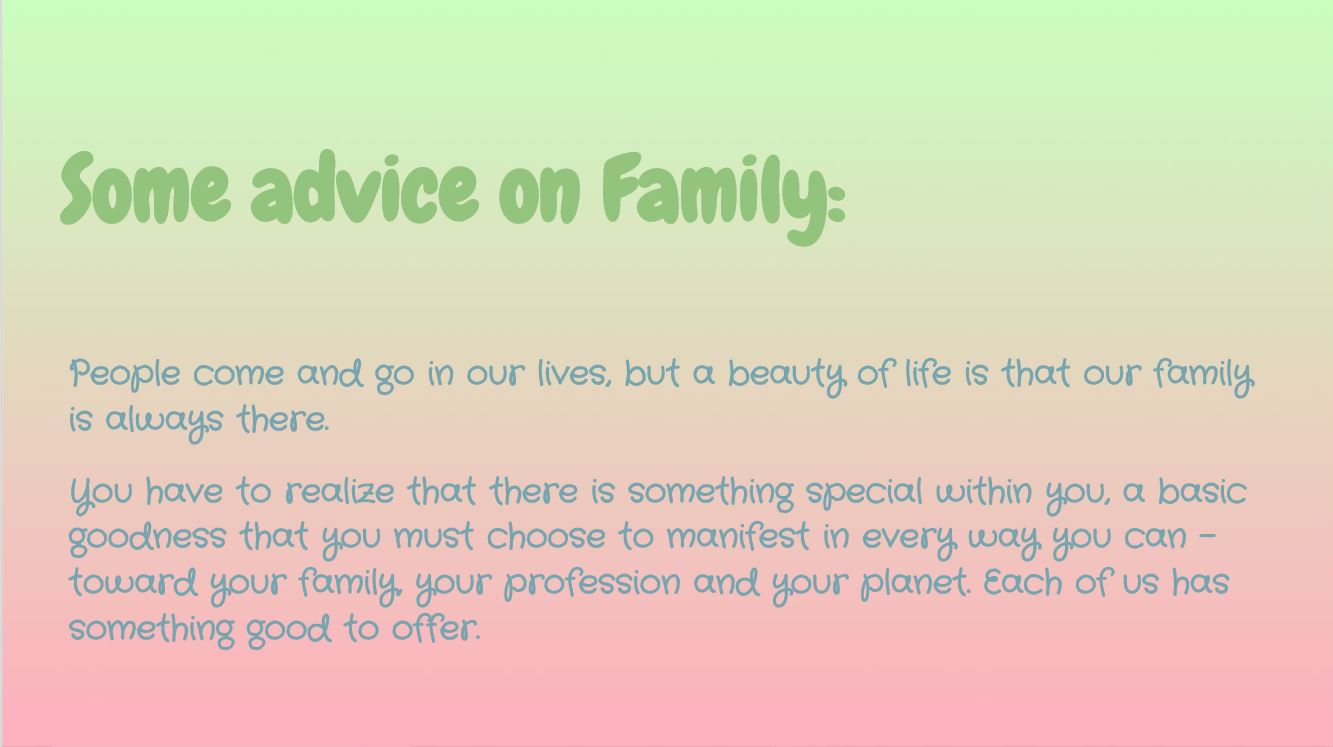 Some advice on Family:
People come and go in our lives, but a beauty of life is that our family
is always there.
You have to realize that there is something special within you, a basic
goodness that you must choose to manifest in every way you can –
toward your family, your profession and your planet. Each of us has
something good to offer.